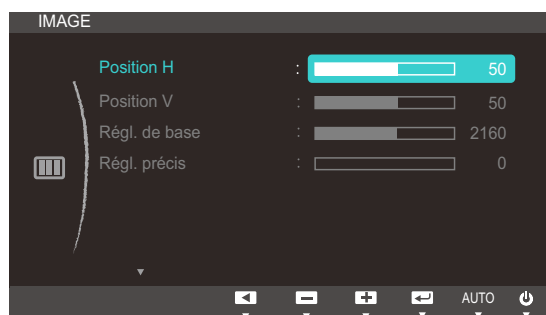 IMAGE
Position H : 50
Position V : 50
Régl. de base : 2160
Régl. précis : 0
AUTO